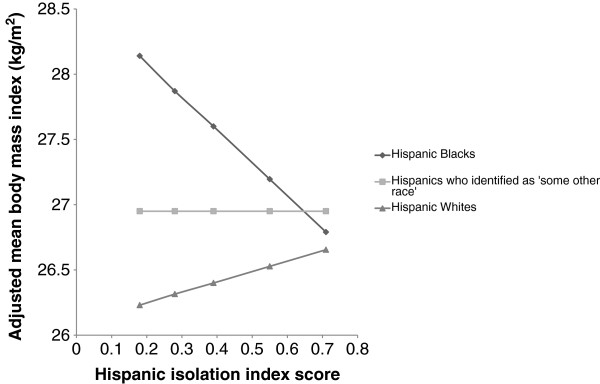 Adjusted mean body mass index (kg/m²)
28.5
28
27.5
27
26.5
26
0
0.1
0.2
0.3
0.4
0.5
0.6
0.7
0.8
Hispanic isolation index score
Hispanic Blacks
Hispanics who identified as 'some other
race'
Hispanic Whites